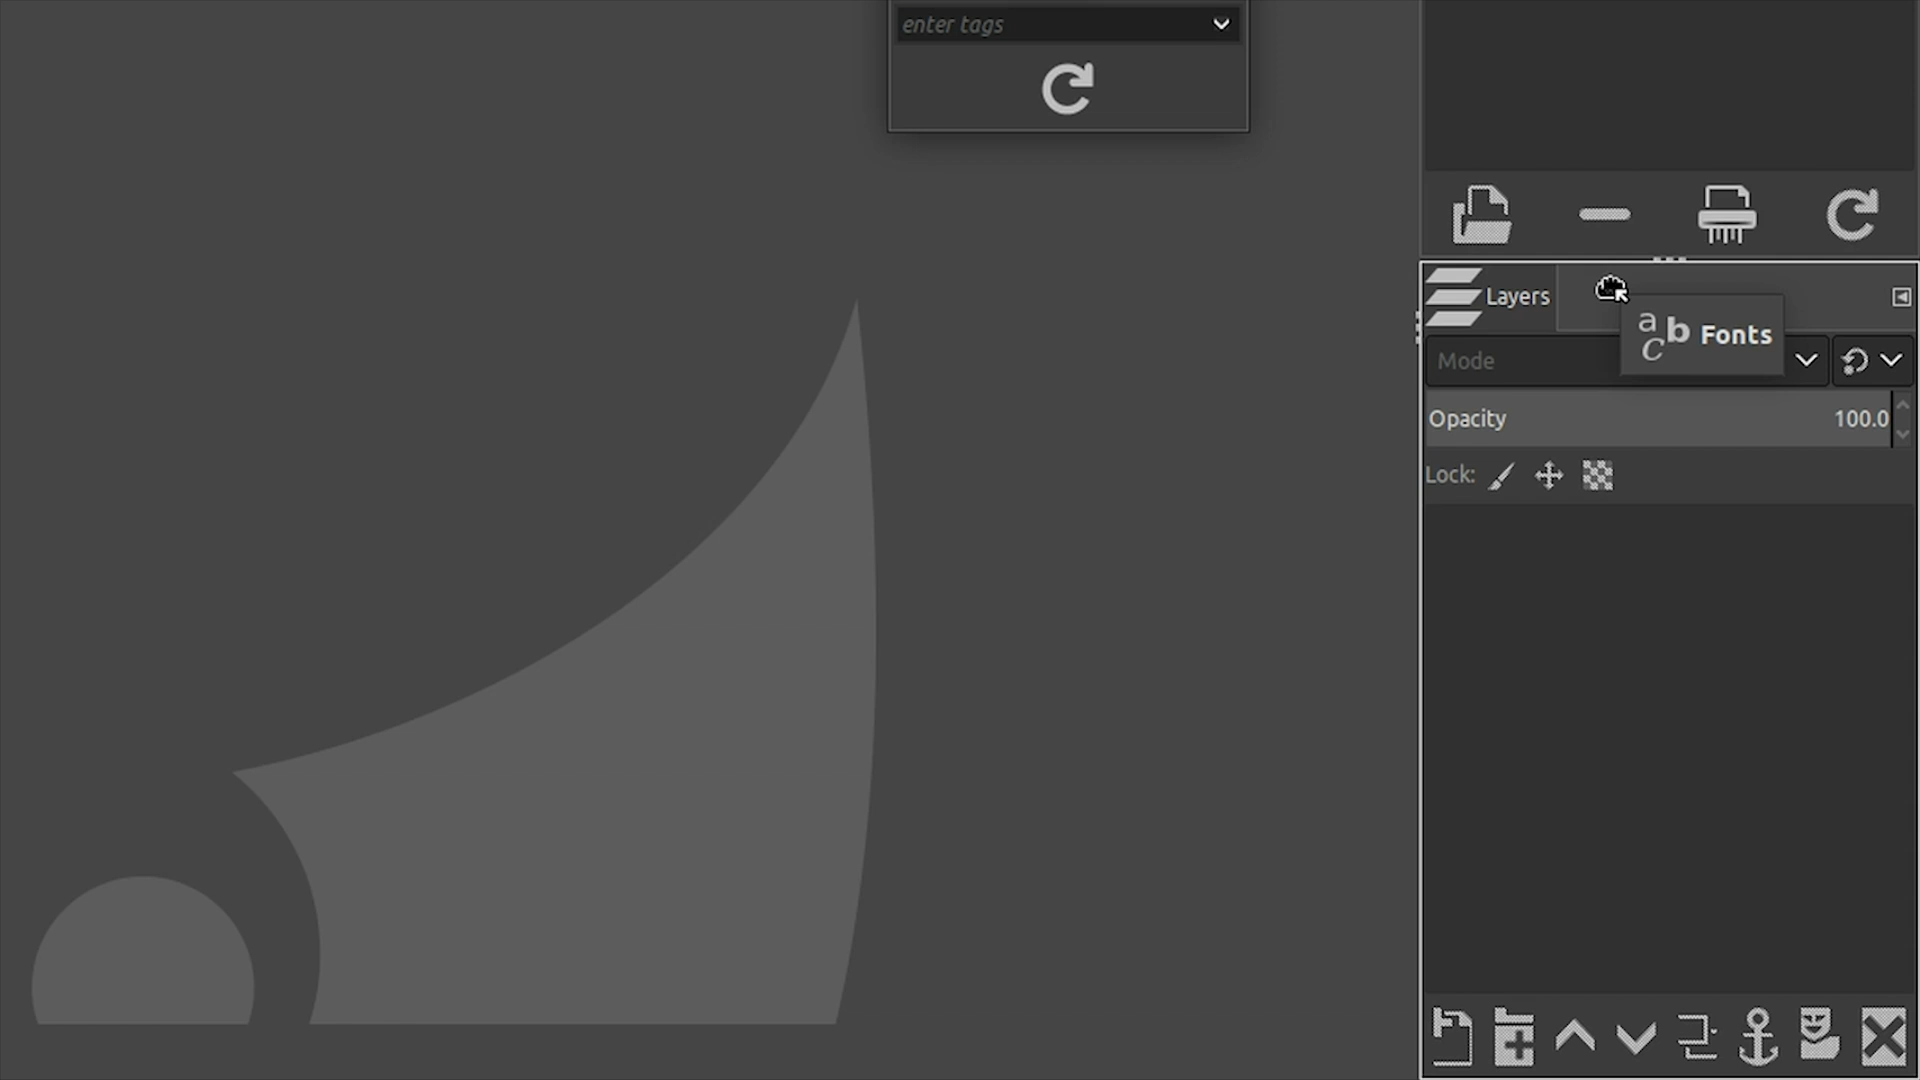 enter tags
Layers
a b c Fonts
Mode
Opacity 100.0
Lock: